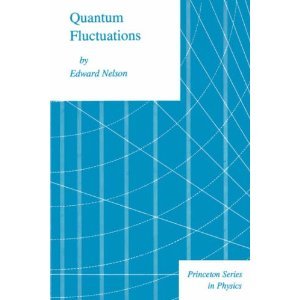 Quantum
Fluctuations
by
Edward Nelson
Princeton Series
in Physics